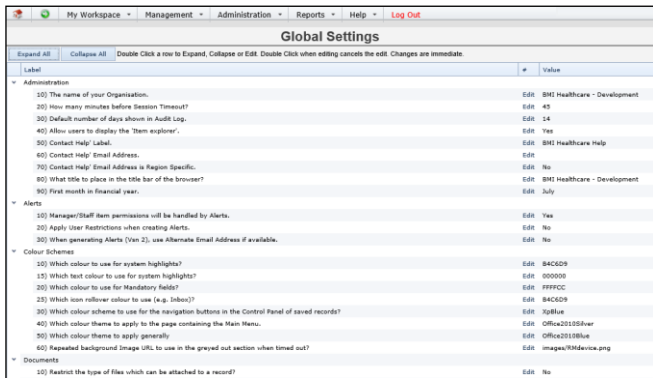 My Workspace Management Administration Reports Help Log Out
Global Settings
Expand All Collapse All Double Click a row to Expand, Collapse or Edit. Double Click when editing cancels the edit. Changes are immediate.
Label # Value
Administration
10) The name of your Organisation. Edit BMI Healthcare - Development
20) How many minutes before Session Timeout? Edit 45
30) Default number of days shown in Audit Log. Edit 14
40) Allow users to display the 'Item explorer'. Edit Yes
50) Contact Help' Label. Edit BMI Healthcare Help
60) Contact Help' Email Address. Edit
70) Contact Help' Email Address is Region Specific. Edit No
80) What title to place in the title bar of the browser? Edit BMI Healthcare - Development
90) First month in financial year. Edit July
Alerts
10) Manager/Staff item permissions will be handled by Alerts. Edit Yes
20) Apply User Restrictions when creating Alerts. Edit No
30) When generating Alerts (Vsn 2), use Alternate Email Address if available. Edit No
Colour Schemes
10) Which colour to use for system highlights? Edit B4C6D9
15) Which text colour to use for system highlights? Edit 000000
20) Which colour to use for Mandatory fields? Edit FFFFCC
25) Which icon rollover colour to use (e.g. Inbox)? Edit B4C6D9
30) Which colour scheme to use for the navigation buttons in the Control Panel of saved records? Edit XpBlue
40) Which colour theme to apply to the page containing the Main Menu. Edit Office2010Silver
50) Which colour theme to apply generally Edit Office2010Blue
60) Repeated background Image URL to use in the greyed out section when timed out? Edit images/RMdevice.png
Documents
10) Restrict the type of files which can be attached to a record? Edit No